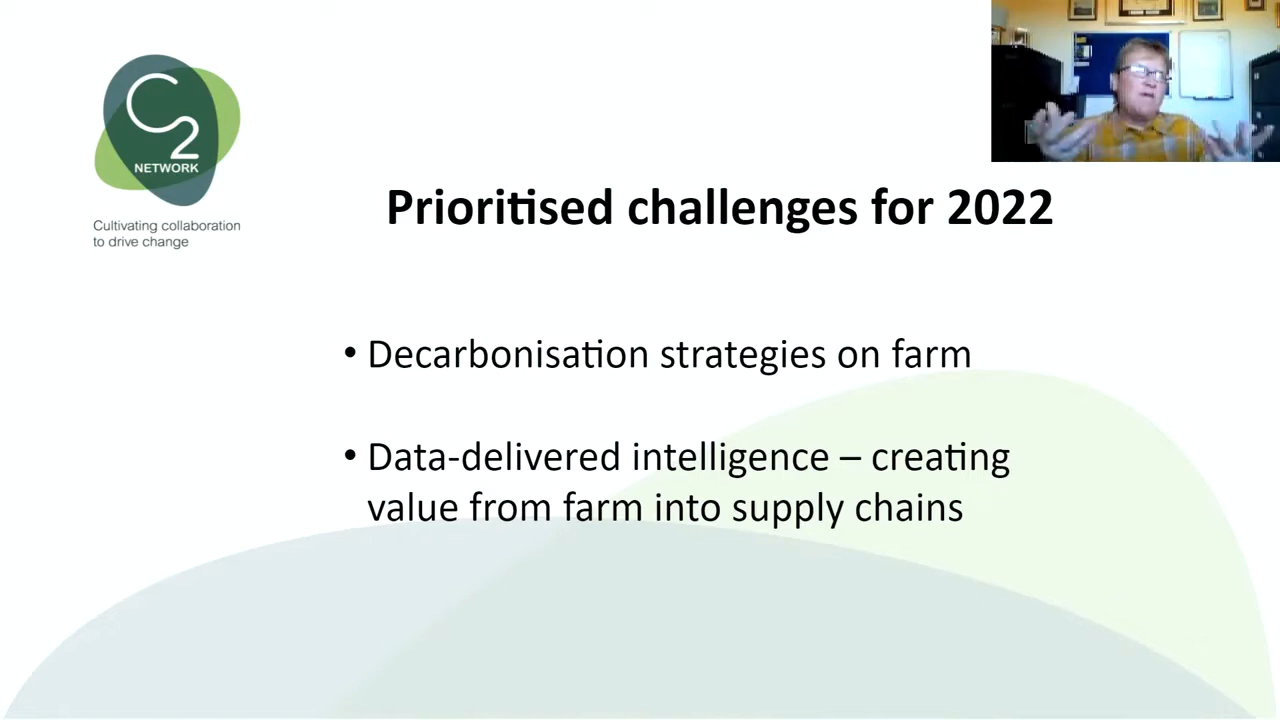 C2
NETWORK
Cultivating collaboration
to drive change
Prioritised challenges for 2022
• Decarbonisation strategies on farm
• Data-delivered intelligence – creating
value from farm into supply chains